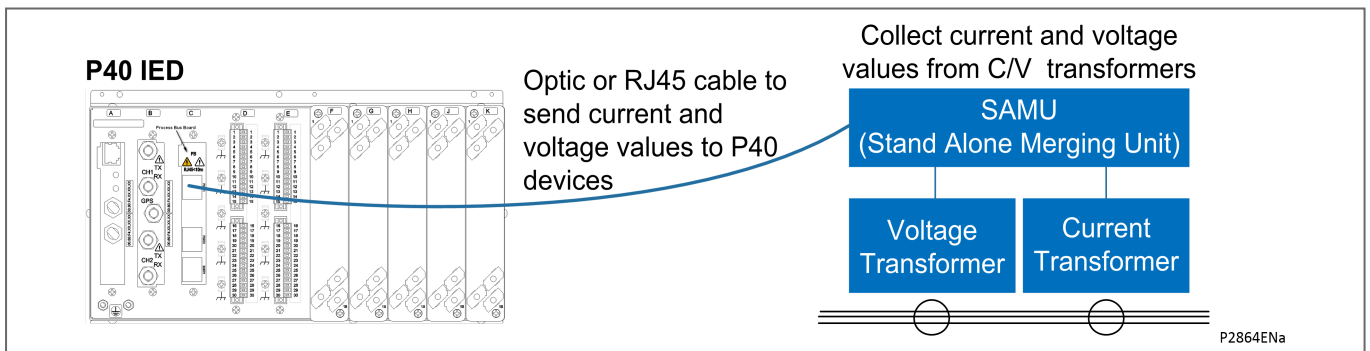 P40 IED
Optic or RJ45 cable to
send current and
voltage values to P40
devices
Collect current and voltage
values from C/V transformers
SAMU
(Stand Alone Merging Unit)
Voltage
Transformer
Current
Transformer
P2864ENa
A
B
C
D
E
F
G
H
J
K
Process Bus Board
PB
TX
RX
CH1
GPS
TX
RX
CH2